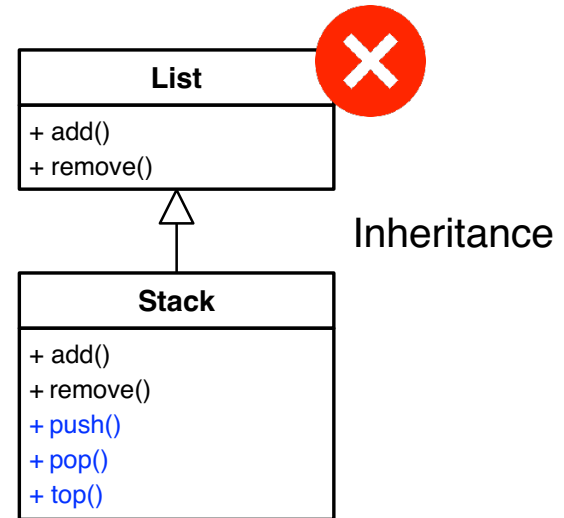 List
+ add()
+ remove()
Inheritance
Stack
+ add()
+ remove()
+ push()
+ pop()
+ top()